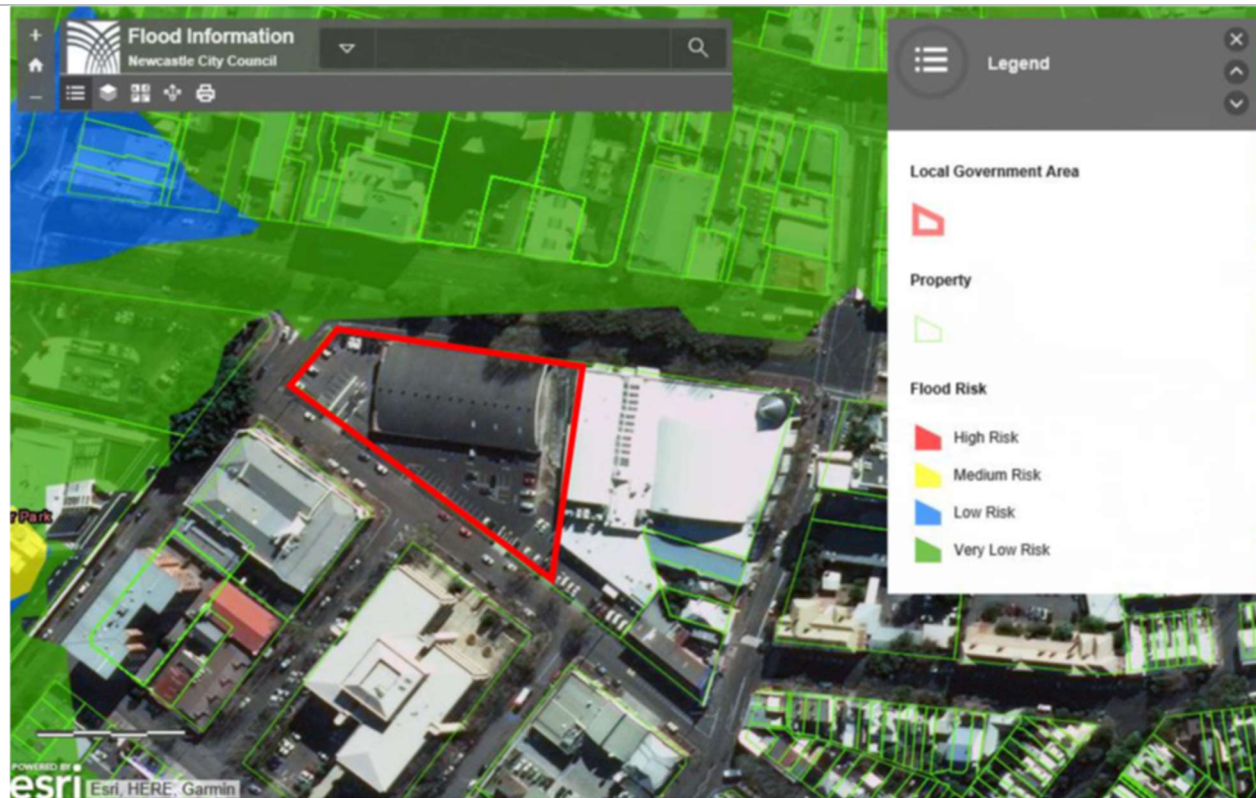 Flood Information
Newcastle City Council
Legend
Local Government Area
Property
Flood Risk
High Risk
Medium Risk
Low Risk
Very Low Risk
r Park
POWERED BY
esri
Esri, HERE, Garmin